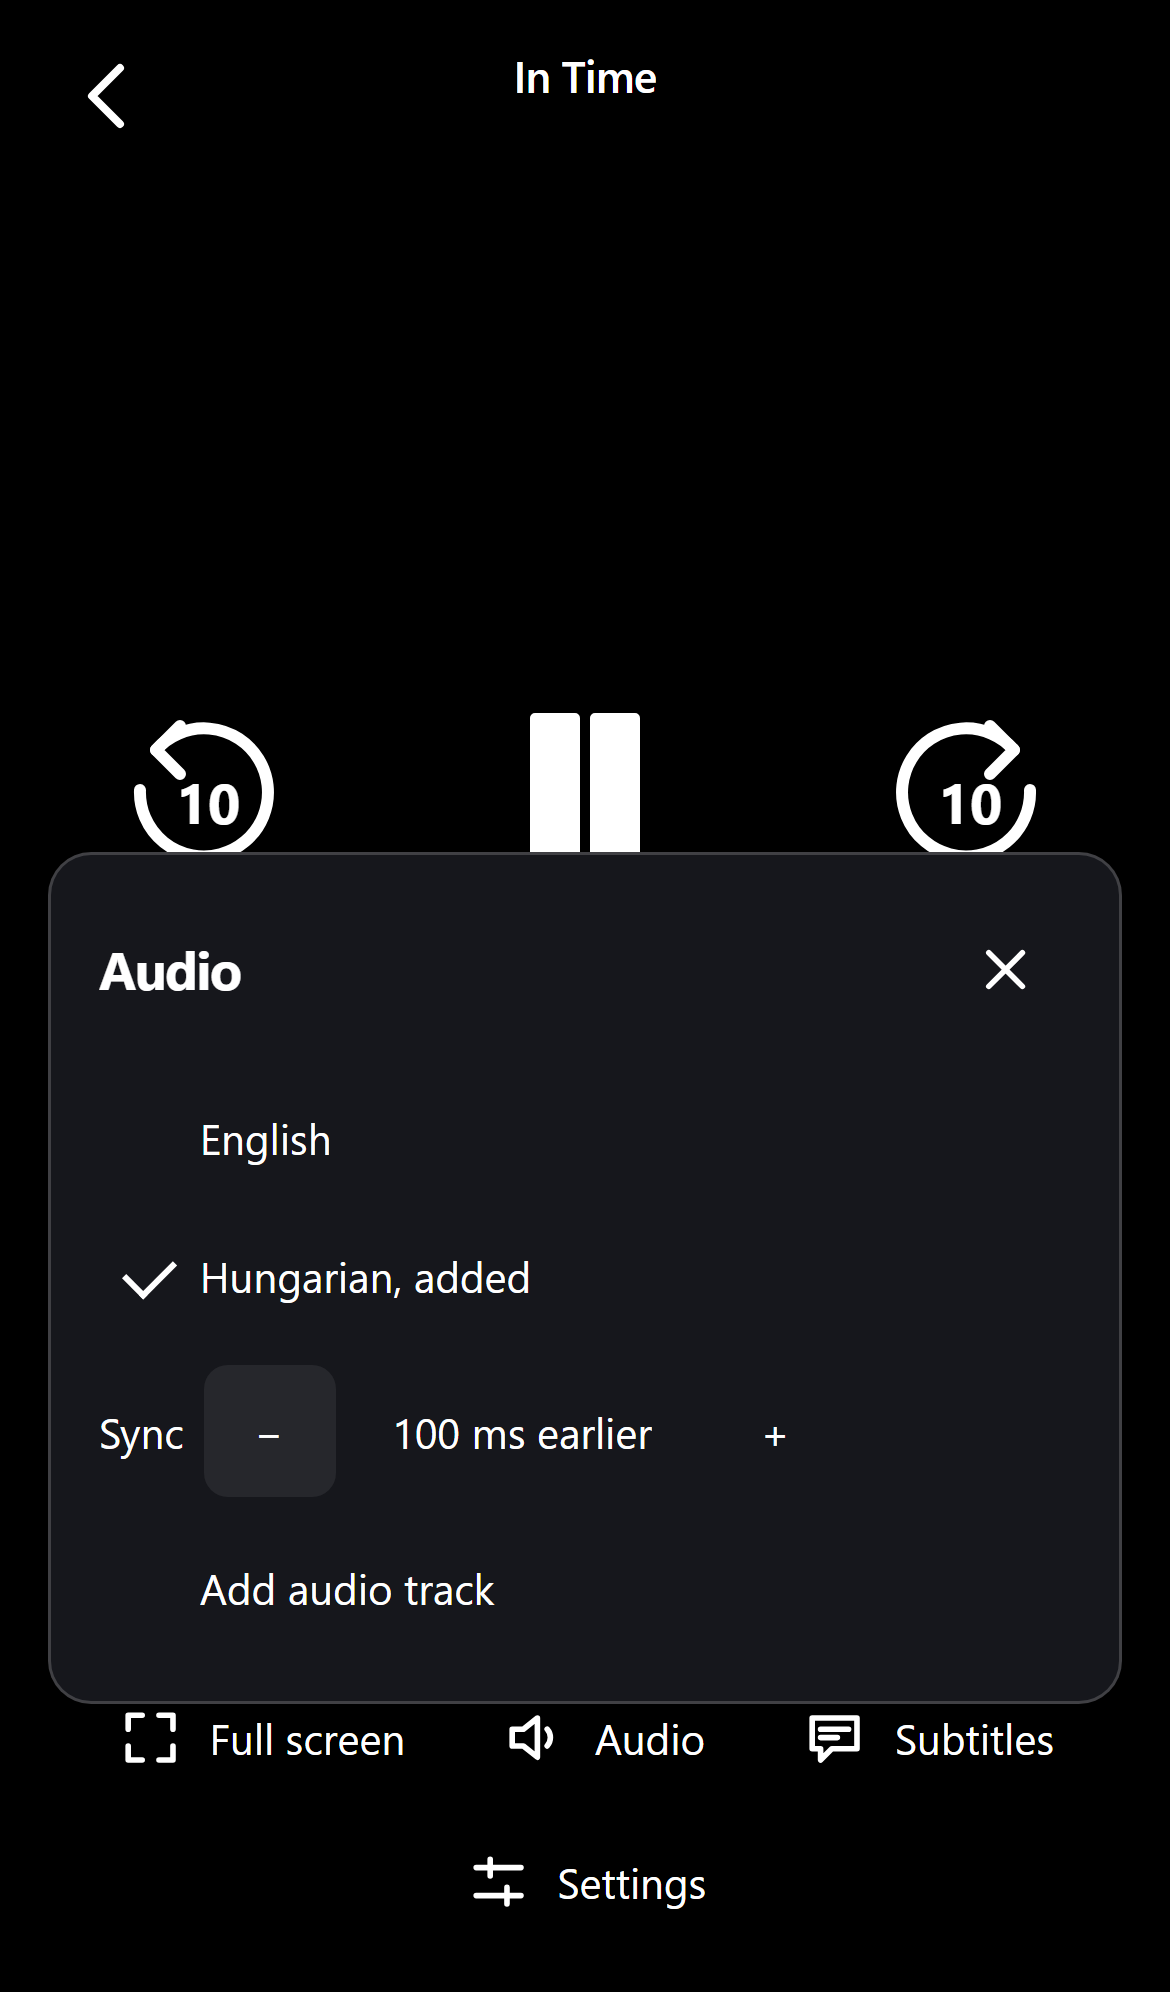 In Time
10
10
Audio
English
Hungarian, added
Sync − 100 ms earlier +
Add audio track
Full screen Audio Subtitles
Settings